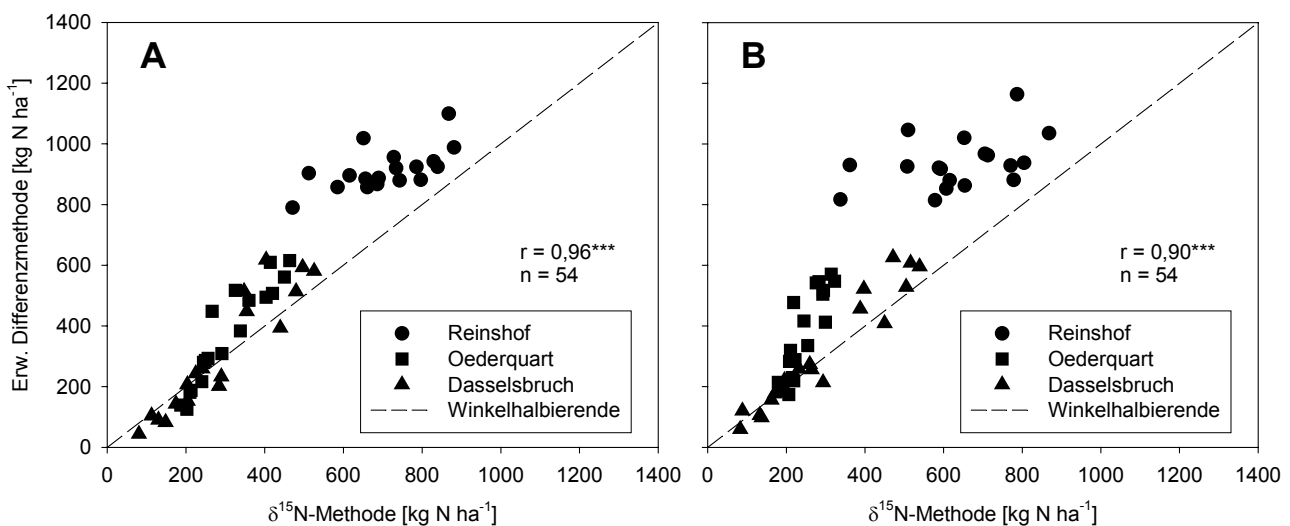 A
B
1400
1200
1000
800
600
400
200
0
Erw. Differenzmethode [kg N ha⁻¹]
r = 0,96***
n = 54
Reinshof
Oederquart
Dasselsbruch
Winkelhalbierende
r = 0,90***
n = 54
Reinshof
Oederquart
Dasselsbruch
Winkelhalbierende
0 200 400 600 800 1000 1200 1400
0 200 400 600 800 1000 1200 1400
δ¹⁵N-Methode [kg N ha⁻¹]
δ¹⁵N-Methode [kg N ha⁻¹]